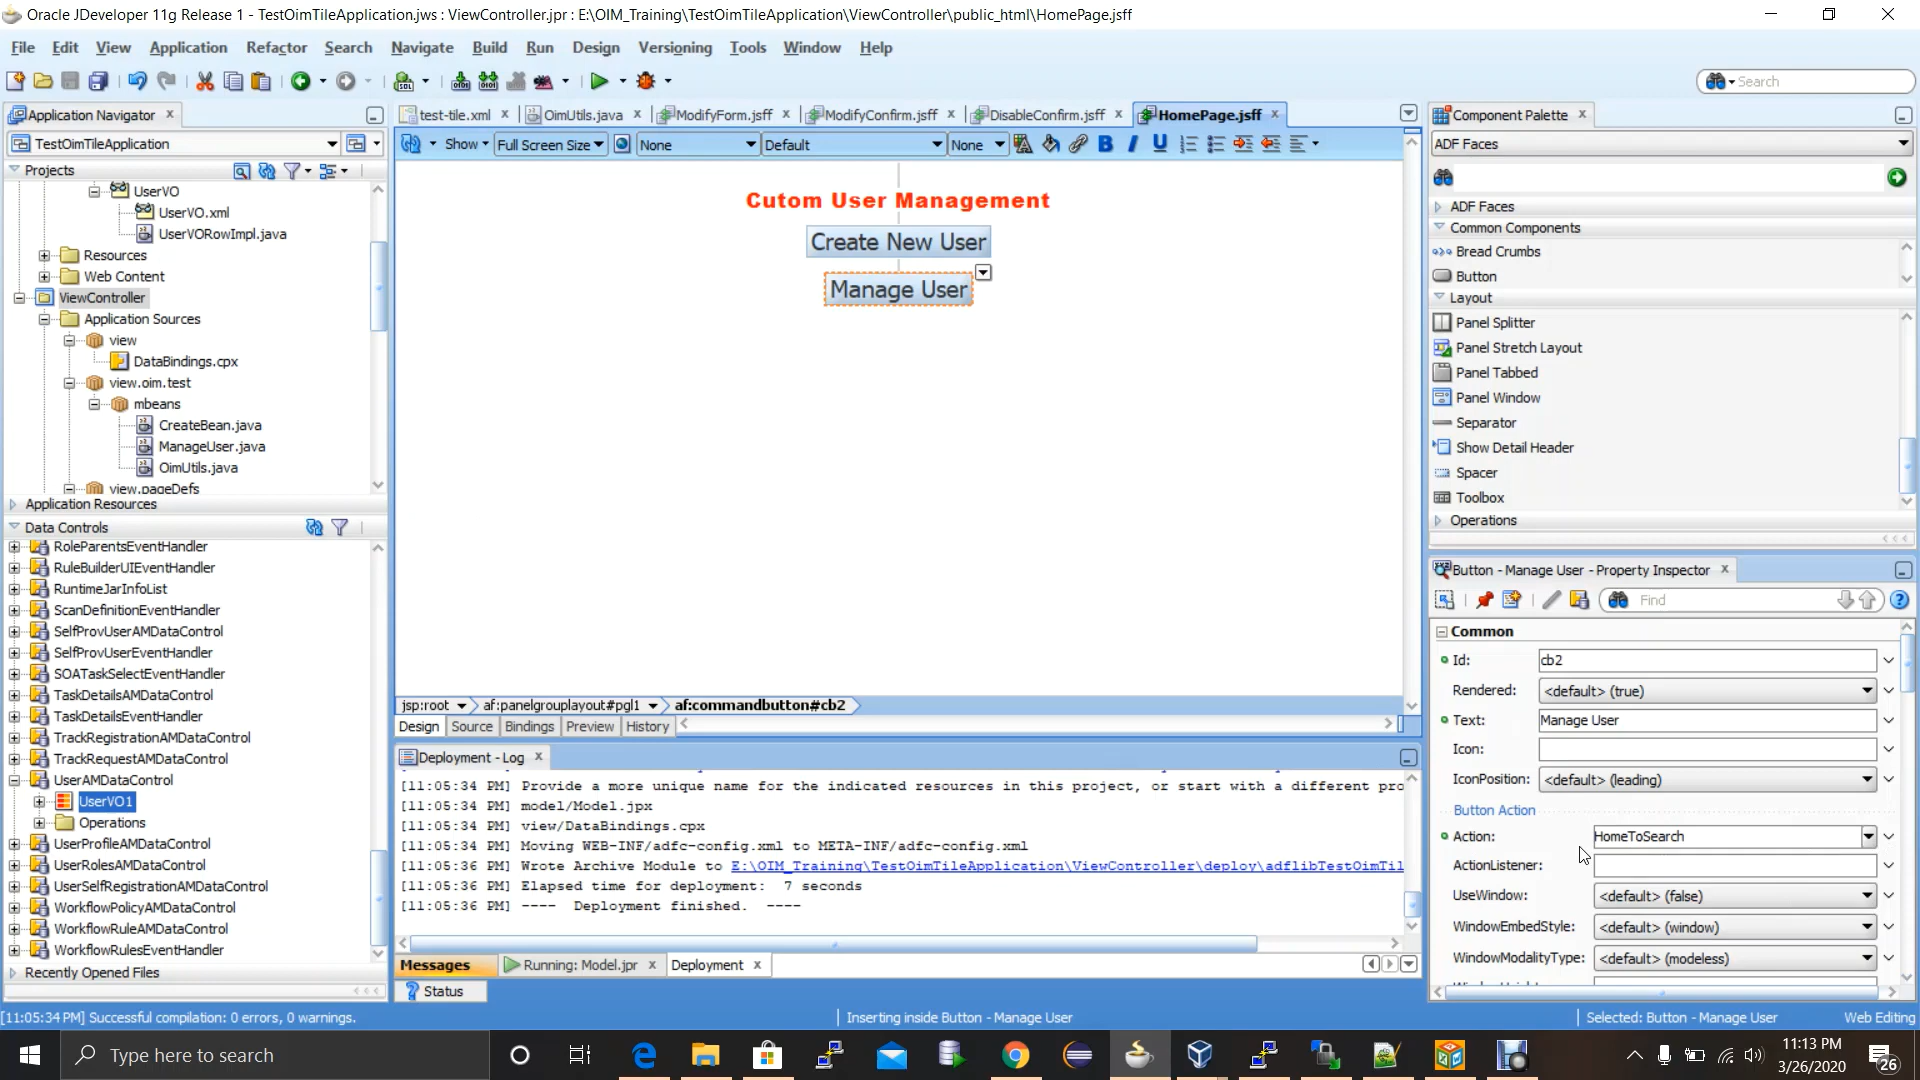 Oracle JDeveloper 11g Release 1 - TestOimTileApplication.jws : ViewController.jpr : E:\OIM_Training\TestOimTileApplication\ViewController\public_html\HomePage.jsff
File Edit View Application Refactor Search Navigate Build Run Design Versioning Tools Window Help
Search
Application Navigator
TestOimTileApplication
Projects
UserVO
UserVO.xml
UserVORowImpl.java
Resources
Web Content
ViewController
Application Sources
view
DataBindings.cpx
view.oim.test
mbeans
CreateBean.java
ManageUser.java
OimUtils.java
view.pageDefs
Application Resources
Data Controls
RoleParentsEventHandler
RuleBuilderUIEventHandler
RuntimeJarInfoList
ScanDefinitionEventHandler
SelfProvUserAMDataControl
SelfProvUserEventHandler
SOATaskSelectEventHandler
TaskDetailsAMDataControl
TaskDetailsEventHandler
TrackRegistrationAMDataControl
TrackRequestAMDataControl
UserAMDataControl
UserVO1
Operations
UserProfileAMDataControl
UserRolesAMDataControl
UserSelfRegistrationAMDataControl
WorkflowPolicyAMDataControl
WorkflowRuleAMDataControl
WorkflowRulesEventHandler
Recently Opened Files
test-tile.xml OimUtils.java ModifyForm.jsff ModifyConfirm.jsff DisableConfirm.jsff HomePage.jsff
Show Full Screen Size None Default None B I U
Cutom User Management
Create New User
Manage User
jsp:root af:panelgrouplayout#pgl1 af:commandbutton#cb2
Design Source Bindings Preview History
Deployment - Log
[11:05:34 PM] Provide a more unique name for the indicated resources in this project, or start with a different pro
[11:05:34 PM] model/Model.jpx
[11:05:34 PM] view/DataBindings.cpx
[11:05:34 PM] Moving WEB-INF/adfc-config.xml to META-INF/adfc-config.xml
[11:05:36 PM] Wrote Archive Module to E:\OIM_Training\TestOimTileApplication\ViewController\deploy\adflibTestOimTil
[11:05:36 PM] Elapsed time for deployment: 7 seconds
[11:05:36 PM] ---- Deployment finished. ----
Messages Running: Model.jpr Deployment
Status
Component Palette
ADF Faces
ADF Faces
Common Components
Bread Crumbs
Button
Layout
Panel Splitter
Panel Stretch Layout
Panel Tabbed
Panel Window
Separator
Show Detail Header
Spacer
Toolbox
Operations
Button - Manage User - Property Inspector
Find
Common
Id: cb2
Rendered: <default> (true)
Text: Manage User
Icon:
IconPosition: <default> (leading)
Button Action
Action: HomeToSearch
ActionListener:
UseWindow: <default> (false)
WindowEmbedStyle: <default> (window)
WindowModalityType: <default> (modeless)
[11:05:34 PM] Successful compilation: 0 errors, 0 warnings. Inserting inside Button - Manage User Selected: Button - Manage User Web Editing
Type here to search
11:13 PM
3/26/2020
26